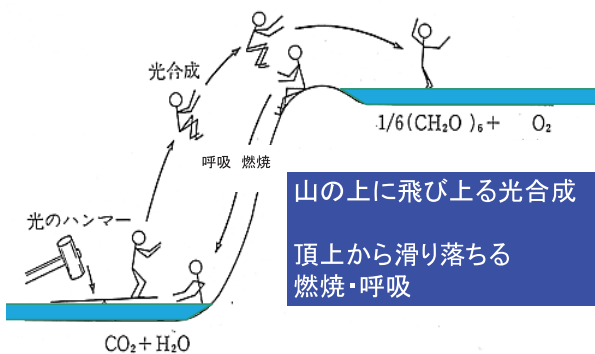 光合成
1/6(CH₂O)₆+ O₂
呼吸 燃焼
山の上に飛び上る光合成
光のハンマー
頂上から滑り落ちる
燃焼・呼吸
CO₂+H₂O